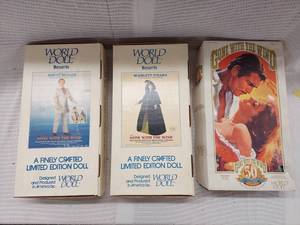 WORLD
DOLL
Presents
GONE WITH THE WIND
A FINELY CRAFTED
LIMITED EDITION DOLL
Designed and
Produced
in America by
WORLD
DOLL
WORLD
DOLL
Presents
SCARLETT O'HARA
GONE WITH THE WIND
A FINELY CRAFTED
LIMITED EDITION DOLL
Designed and
Produced
in America by
WORLD
DOLL
GONE WITH THE WIND
50